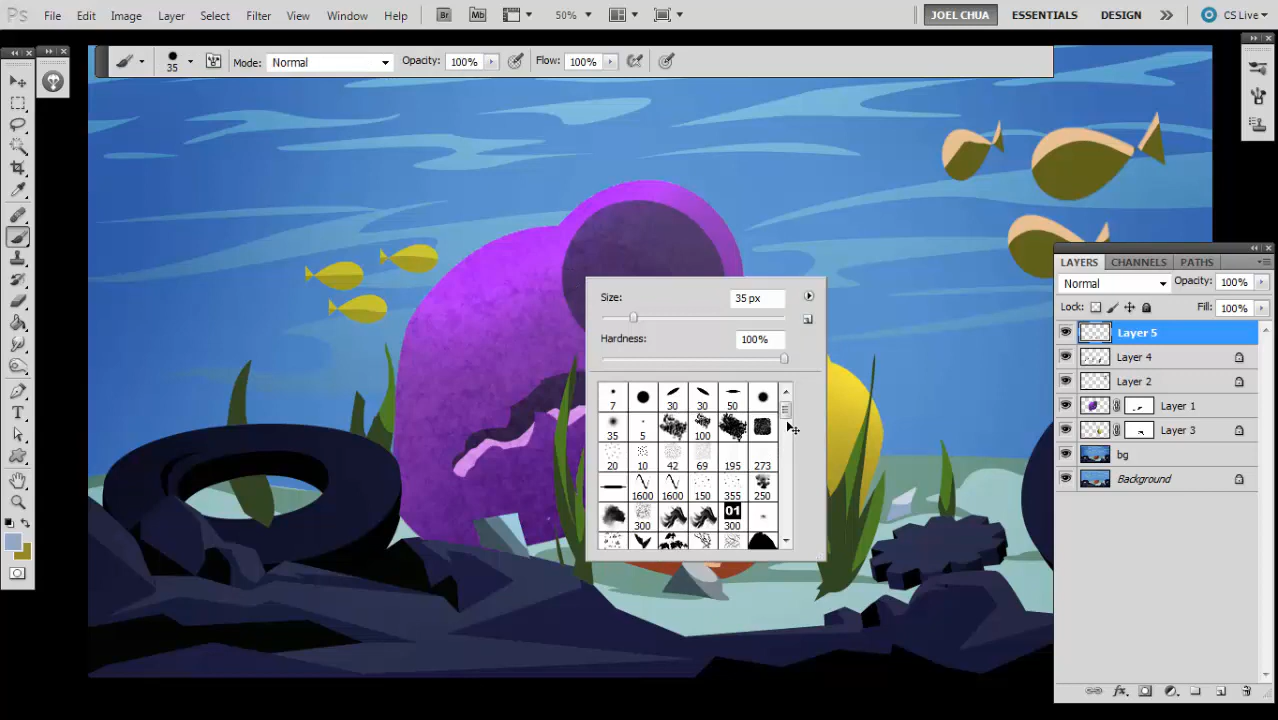 Ps File Edit Image Layer Select Filter View Window Help Br Mb 50% JOEL CHUA ESSENTIALS DESIGN CS Live
35 Mode: Normal Opacity: 100% Flow: 100%
LAYERS CHANNELS PATHS
Normal Opacity: 100%
Lock: Fill: 100%
Layer 5
Layer 4
Layer 2
Layer 1
Layer 3
bg
Background
Size: 35 px
Hardness: 100%
7 30 30 50
35 5 100
20 10 42 69 195 273
1600 1600 150 355 250
300 01 300
T
fx